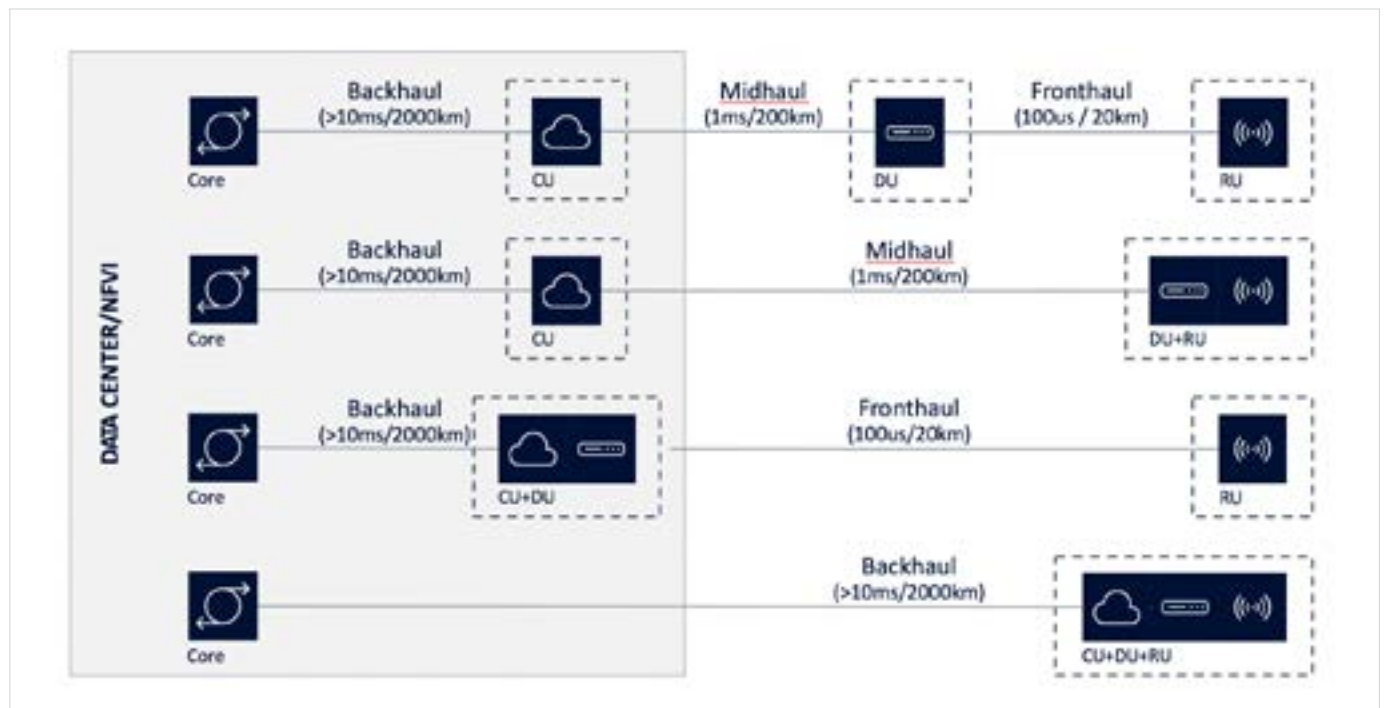 Backhaul
(>10ms/2000km)
Midhaul
(1ms/200km)
Fronthaul
(100us / 20km)
Core
CU
DU
RU
Backhaul
(>10ms/2000km)
Midhaul
(1ms/200km)
Core
CU
DU+RU
DATA CENTER/NFVI
Backhaul
(>10ms/2000km)
Fronthaul
(100us/20km)
Core
CU+DU
RU
Backhaul
(>10ms/2000km)
Core
CU+DU+RU